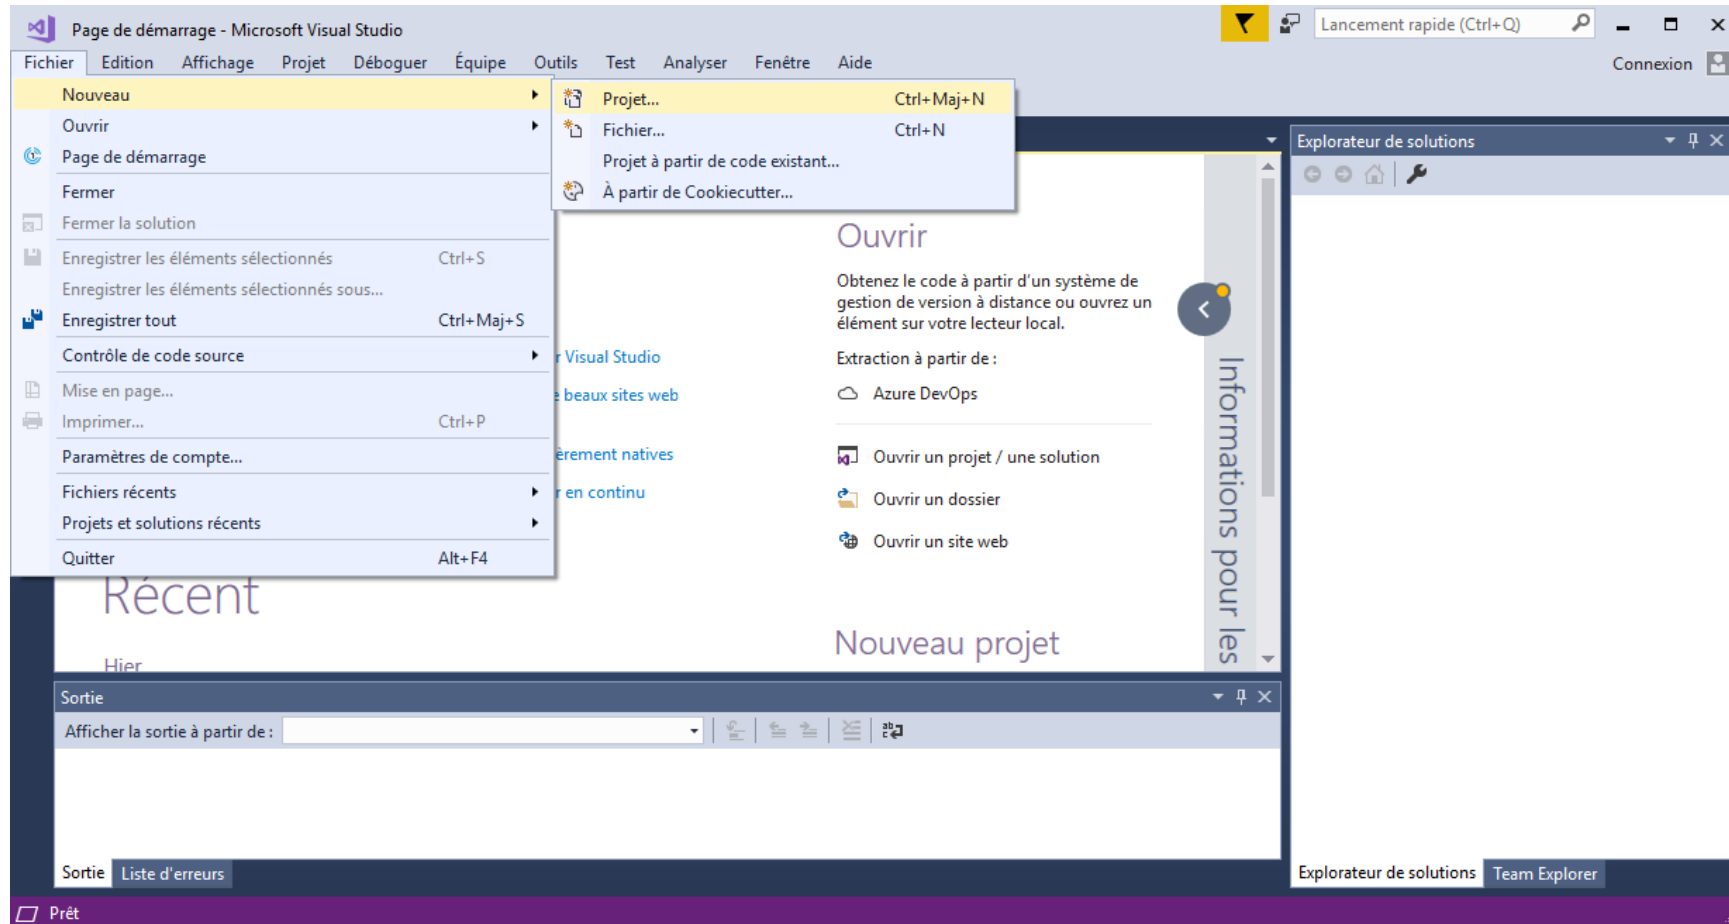 Page de démarrage - Microsoft Visual Studio
Lancement rapide (Ctrl+Q)
Fichier Edition Affichage Projet Déboguer Équipe Outils Test Analyser Fenêtre Aide
Connexion
Nouveau
Ouvrir
Page de démarrage
Fermer
Fermer la solution
Enregistrer les éléments sélectionnés Ctrl+S
Enregistrer les éléments sélectionnés sous...
Enregistrer tout Ctrl+Maj+S
Contrôle de code source
Mise en page...
Imprimer... Ctrl+P
Paramètres de compte...
Fichiers récents
Projets et solutions récents
Quitter Alt+F4
Projet... Ctrl+Maj+N
Fichier... Ctrl+N
Projet à partir de code existant...
À partir de Cookiecutter...
Visual Studio
beaux sites web
èrement natives
r en continu
Récent
Hier
Ouvrir
Obtenez le code à partir d'un système de
gestion de version à distance ou ouvrez un
élément sur votre lecteur local.
Extraction à partir de :
Azure DevOps
Ouvrir un projet / une solution
Ouvrir un dossier
Ouvrir un site web
Nouveau projet
Informations pour les
Explorateur de solutions
Sortie
Afficher la sortie à partir de :
Sortie Liste d'erreurs
Explorateur de solutions Team Explorer
Prêt